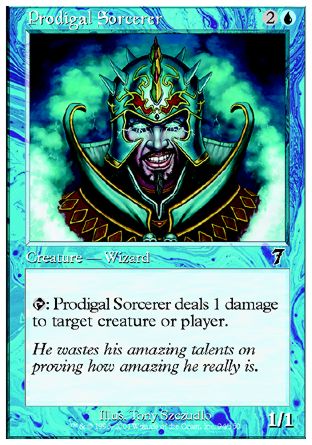 Prodigal Sorcerer 2
Creature — Wizard 7
: Prodigal Sorcerer deals 1 damage
to target creature or player.
He wastes his amazing talents on
proving how amazing he really is.
Illus. Tony Szczudlo
1/1